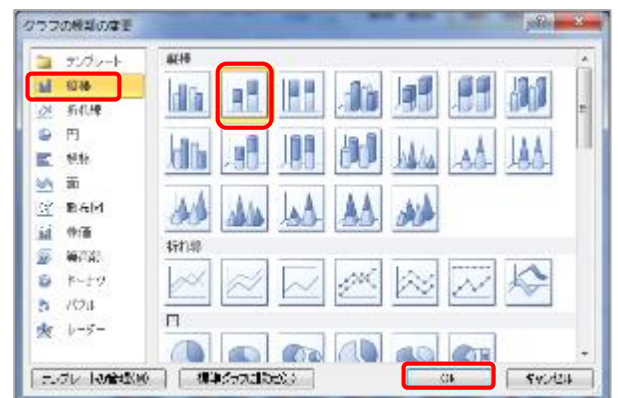 グラフの種類の変更
テンプレート
縦棒
折れ線
円
横棒
面
散布図
株価
等高線
ドーナツ
バブル
レーダー
縦棒
折れ線
円
テンプレートの管理(M)
標準グラフに設定(S)
OK
キャンセル